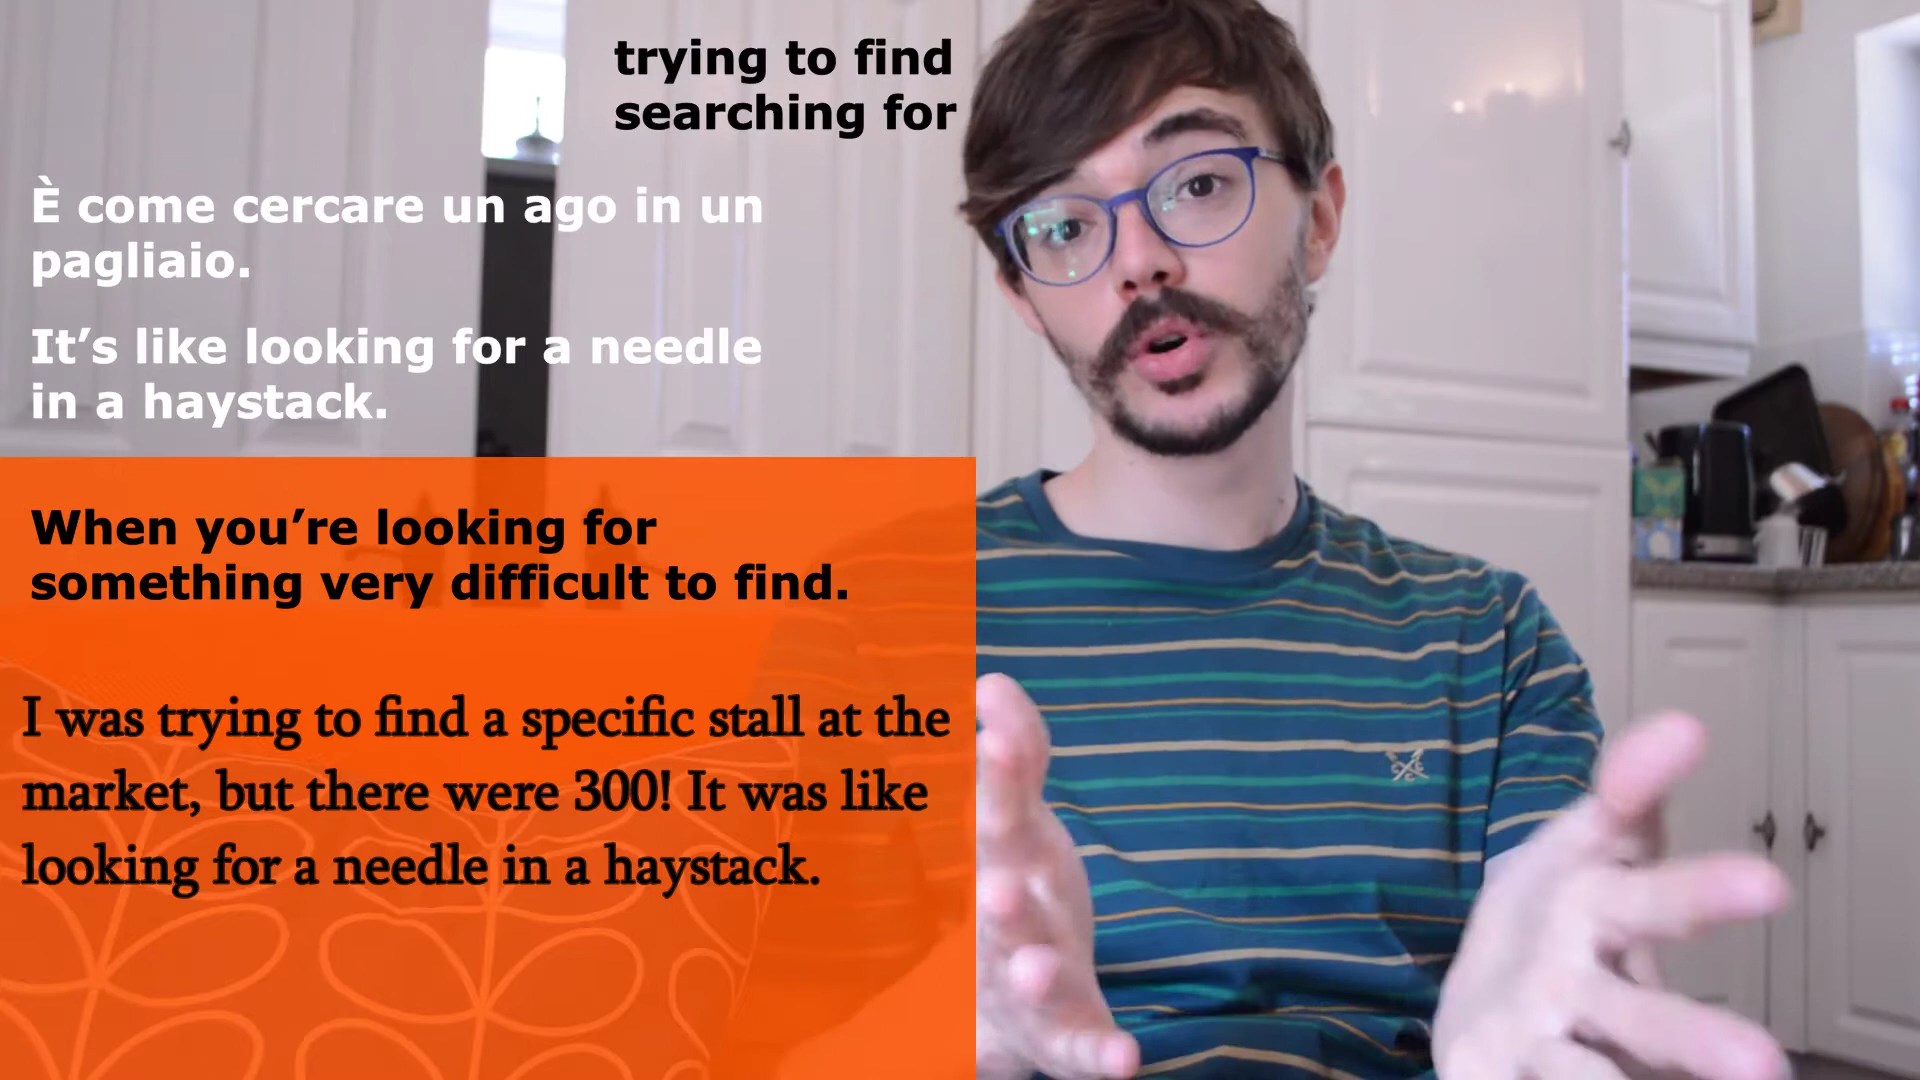 trying to find
searching for
È come cercare un ago in un
pagliaio.
It’s like looking for a needle
in a haystack.
When you’re looking for
something very difficult to find.
I was trying to find a specific stall at the
market, but there were 300! It was like
looking for a needle in a haystack.